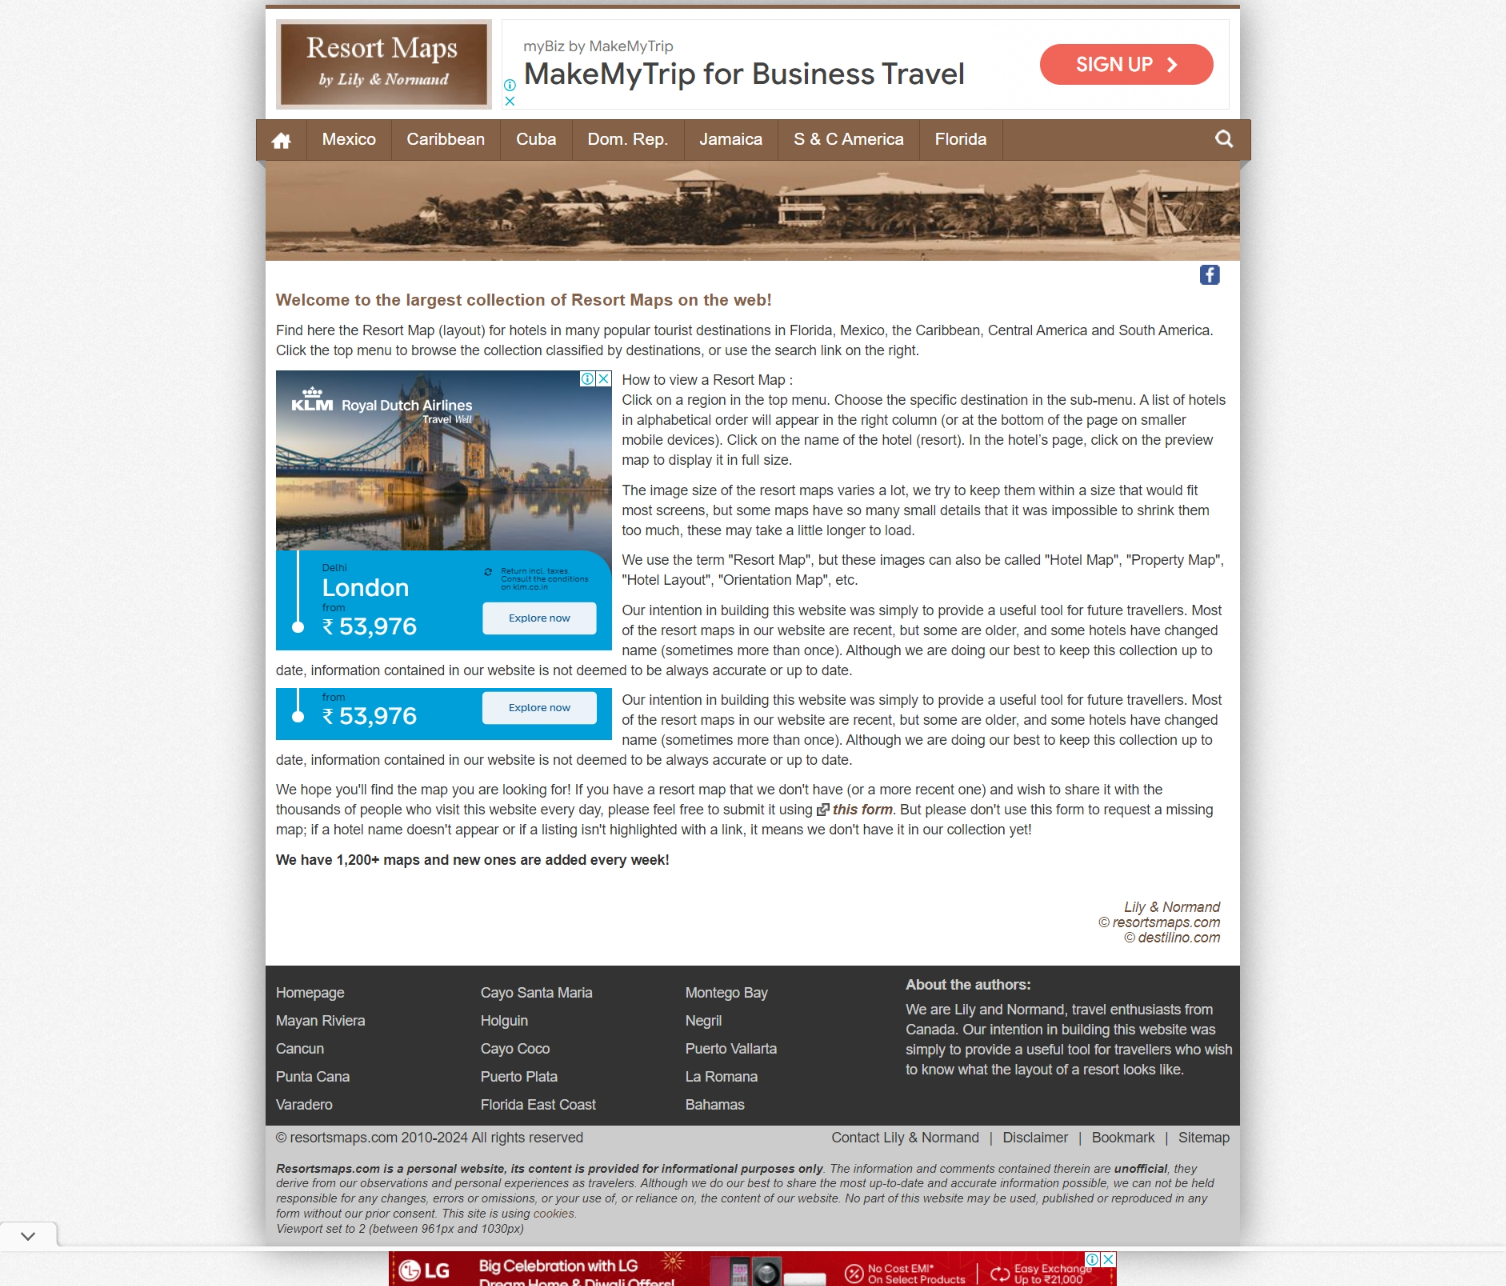 Resort Maps
by Lily & Normand
myBiz by MakeMyTrip
MakeMyTrip for Business Travel
SIGN UP
Mexico
Caribbean
Cuba
Dom. Rep.
Jamaica
S & C America
Florida
Welcome to the largest collection of Resort Maps on the web!
Find here the Resort Map (layout) for hotels in many popular tourist destinations in Florida, Mexico, the Caribbean, Central America and South America.
Click the top menu to browse the collection classified by destinations, or use the search link on the right.
KLM Royal Dutch Airlines
Travel Well
Delhi
London
from
₹ 53,976
Return incl. taxes.
Consult the conditions
on klm.co.in
Explore now
How to view a Resort Map :
Click on a region in the top menu. Choose the specific destination in the sub-menu. A list of hotels
in alphabetical order will appear in the right column (or at the bottom of the page on smaller
mobile devices). Click on the name of the hotel (resort). In the hotel's page, click on the preview
map to display it in full size.
The image size of the resort maps varies a lot, we try to keep them within a size that would fit
most screens, but some maps have so many small details that it was impossible to shrink them
too much, these may take a little longer to load.
We use the term "Resort Map", but these images can also be called "Hotel Map", "Property Map",
"Hotel Layout", "Orientation Map", etc.
Our intention in building this website was simply to provide a useful tool for future travellers. Most
of the resort maps in our website are recent, but some are older, and some hotels have changed
name (sometimes more than once). Although we are doing our best to keep this collection up to
date, information contained in our website is not deemed to be always accurate or up to date.
from
₹ 53,976
Explore now
Our intention in building this website was simply to provide a useful tool for future travellers. Most
of the resort maps in our website are recent, but some are older, and some hotels have changed
name (sometimes more than once). Although we are doing our best to keep this collection up to
date, information contained in our website is not deemed to be always accurate or up to date.
We hope you'll find the map you are looking for! If you have a resort map that we don't have (or a more recent one) and wish to share it with the
thousands of people who visit this website every day, please feel free to submit it using this form. But please don't use this form to request a missing
map; if a hotel name doesn't appear or if a listing isn't highlighted with a link, it means we don't have it in our collection yet!
We have 1,200+ maps and new ones are added every week!
Lily & Normand
© resortsmaps.com
© destilino.com
Homepage
Mayan Riviera
Cancun
Punta Cana
Varadero
Cayo Santa Maria
Holguin
Cayo Coco
Puerto Plata
Florida East Coast
Montego Bay
Negril
Puerto Vallarta
La Romana
Bahamas
About the authors:
We are Lily and Normand, travel enthusiasts from
Canada. Our intention in building this website was
simply to provide a useful tool for travellers who wish
to know what the layout of a resort looks like.
© resortsmaps.com 2010-2024 All rights reserved
Contact Lily & Normand | Disclaimer | Bookmark | Sitemap
Resortsmaps.com is a personal website, its content is provided for informational purposes only. The information and comments contained therein are unofficial, they
derive from our observations and personal experiences as travelers. Although we do our best to share the most up-to-date and accurate information possible, we can not be held
responsible for any changes, errors or omissions, or your use of, or reliance on, the content of our website. No part of this website may be used, published or reproduced in any
form without our prior consent. This site is using cookies.
Viewport set to 2 (between 961px and 1030px)
LG
Big Celebration with LG
Dream Home & Diwali Offers!
No Cost EMI*
On Select Products
Easy Exchange
Up to ₹21,000